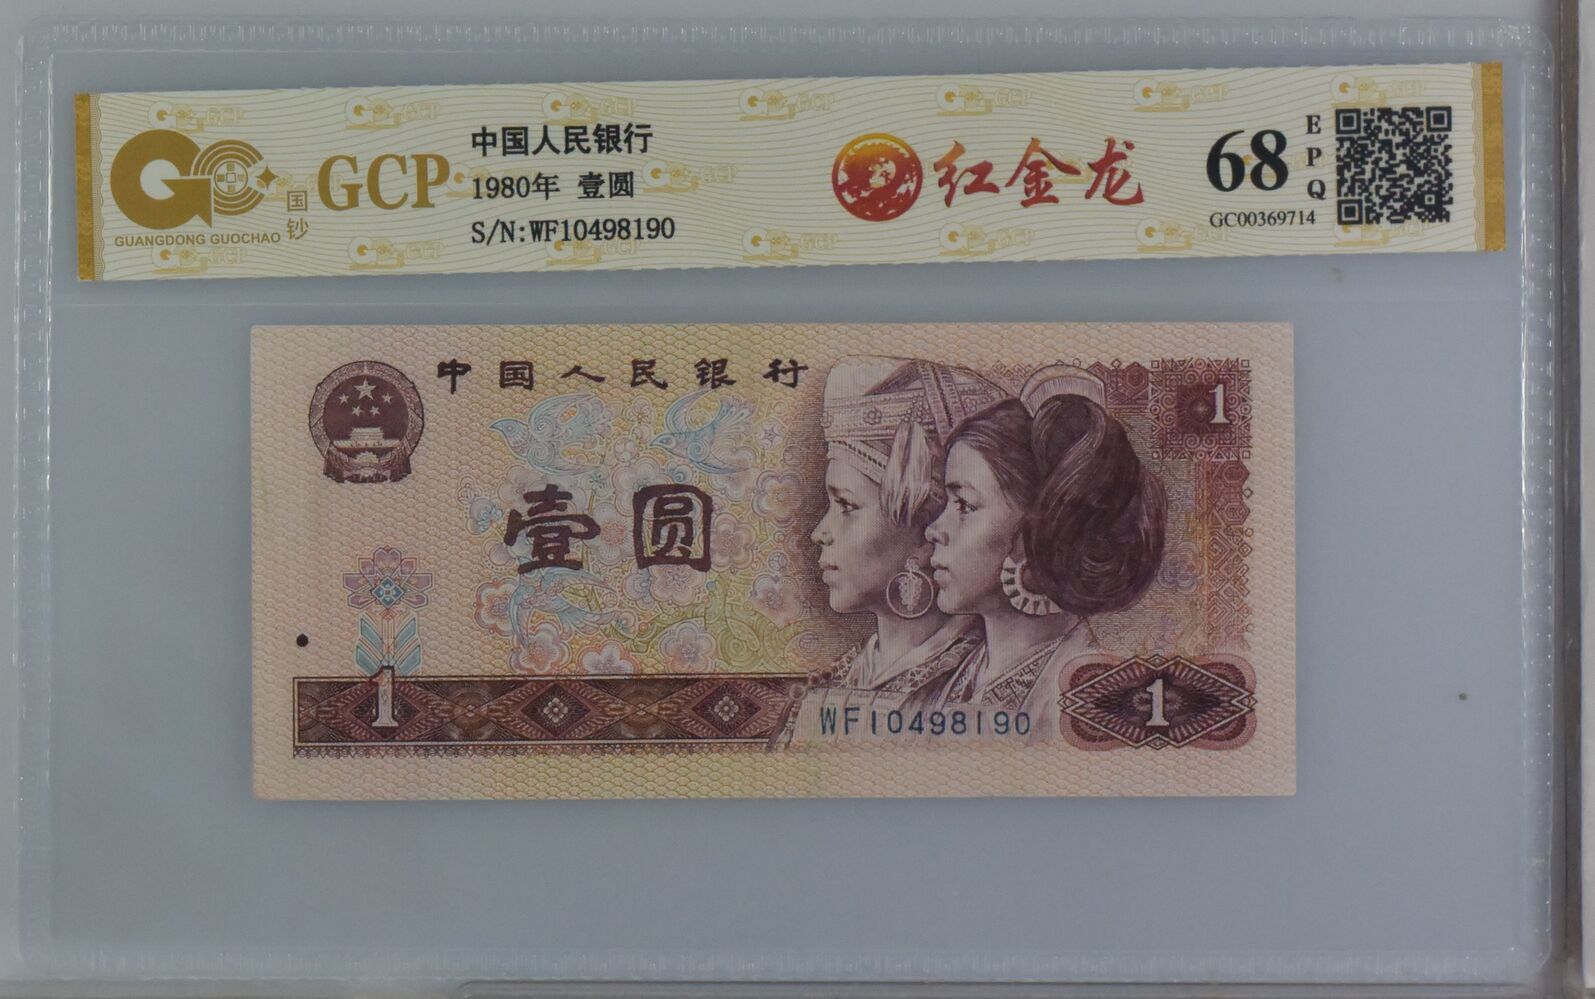 GUANGDONG GUOCHAO
国钞
GCP
中国人民银行
1980年 壹圆
S/N:WF10498190
红金龙
68
EPQ
GC00369714
中国人民银行
壹圆
1
1
WF10498190
1